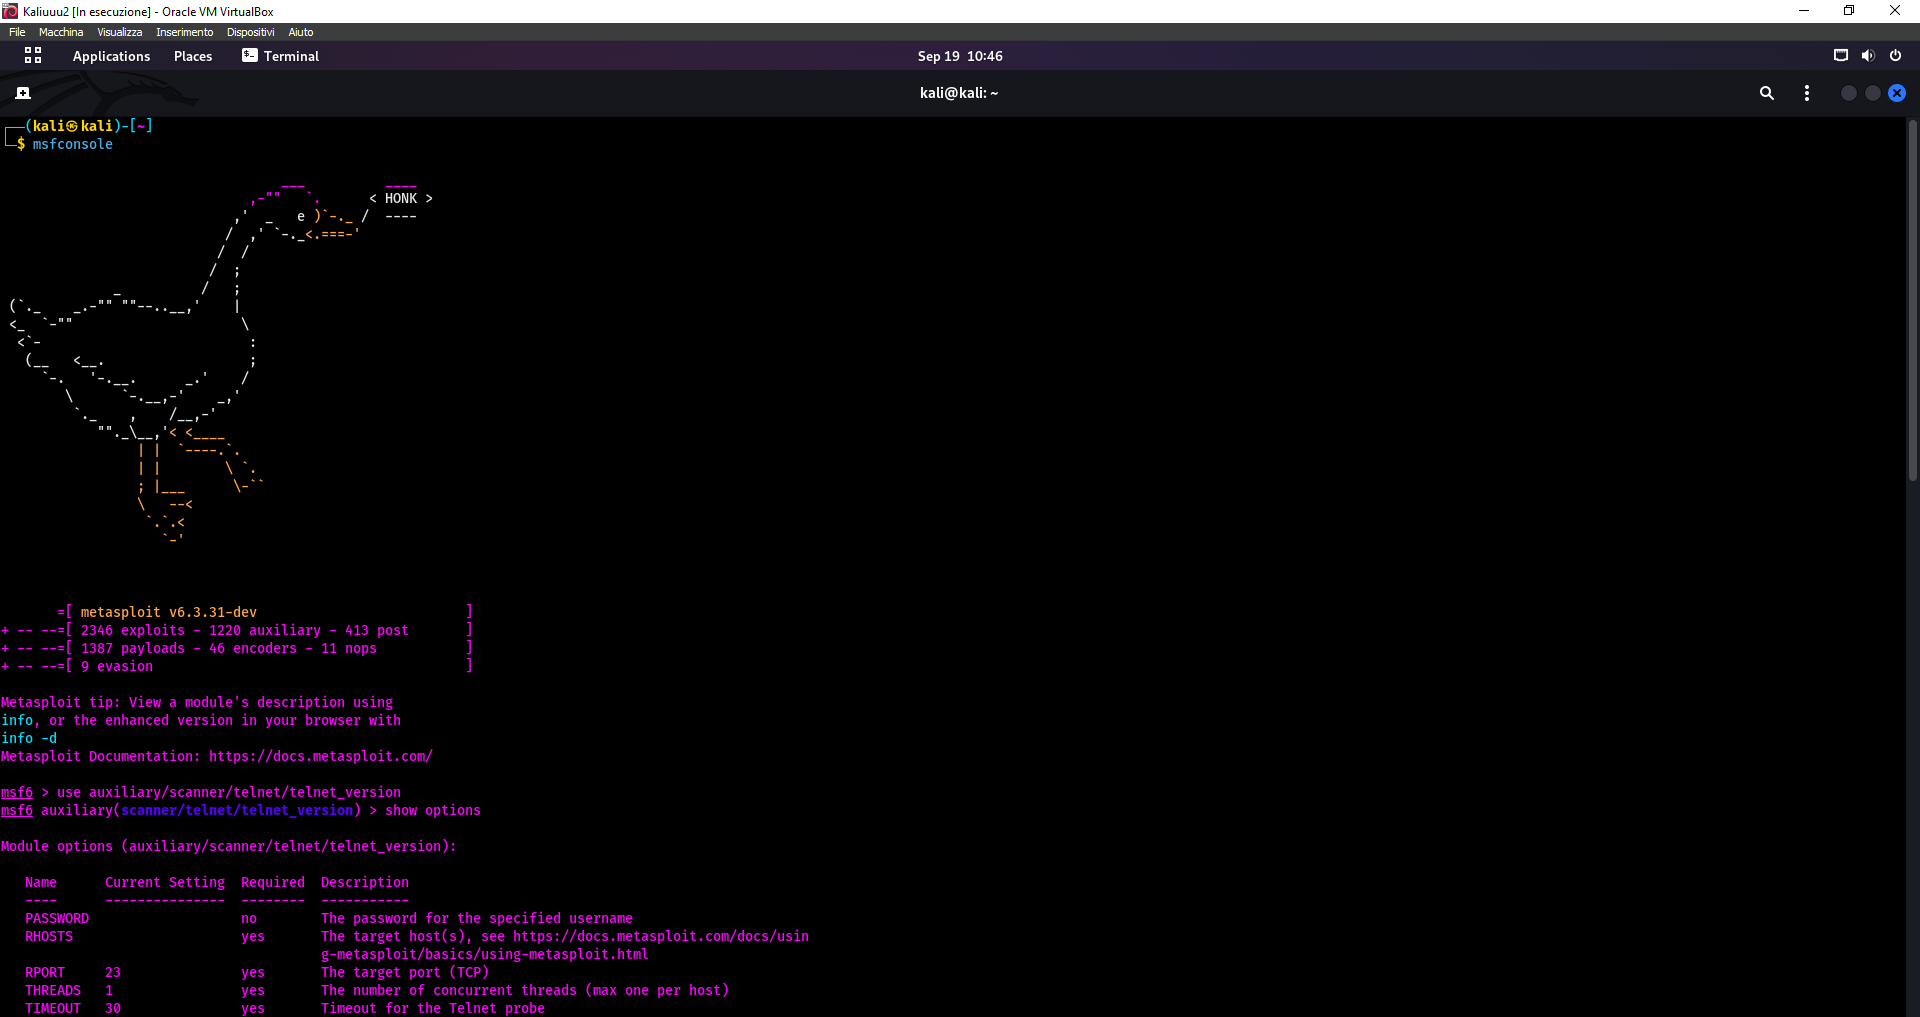 Kaliuuu2 [In esecuzione] - Oracle VM VirtualBox
File Macchina Visualizza Inserimento Dispositivi Aiuto
Applications Places Terminal Sep 19 10:46
kali@kali: ~
┌──(kali㉿kali)-[~]
└─$ msfconsole
< HONK >
=[ metasploit v6.3.31-dev ]
+ -- --=[ 2346 exploits - 1220 auxiliary - 413 post ]
+ -- --=[ 1387 payloads - 46 encoders - 11 nops ]
+ -- --=[ 9 evasion ]
Metasploit tip: View a module's description using
info, or the enhanced version in your browser with
info -d
Metasploit Documentation: https://docs.metasploit.com/
msf6 > use auxiliary/scanner/telnet/telnet_version
msf6 auxiliary(scanner/telnet/telnet_version) > show options
Module options (auxiliary/scanner/telnet/telnet_version):
Name Current Setting Required Description
---- --------------- -------- -----------
PASSWORD no The password for the specified username
RHOSTS yes The target host(s), see https://docs.metasploit.com/docs/usin
g-metasploit/basics/using-metasploit.html
RPORT 23 yes The target port (TCP)
THREADS 1 yes The number of concurrent threads (max one per host)
TIMEOUT 30 yes Timeout for the Telnet probe